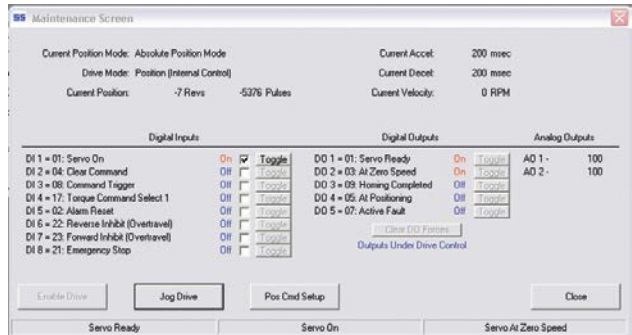 SS Maintenance Screen
Current Position Mode: Absolute Position Mode Current Accel: 200 msec
Drive Mode: Position (Internal Control) Current Decel: 200 msec
Current Position: -7 Revs -5376 Pulses Current Velocity: 0 RPM
Digital Inputs Digital Outputs Analog Outputs
DI 1 = 01: Servo On On Toggle DO 1 = 01: Servo Ready On Toggle AO 1 - 100
DI 2 = 04: Clear Command Off Toggle DO 2 = 03: At Zero Speed On Toggle AO 2 - 100
DI 3 = 08: Command Trigger Off Toggle DO 3 = 09: Homing Completed Off Toggle
DI 4 = 17: Torque Command Select 1 Off Toggle DO 4 = 05: At Positioning Off Toggle
DI 5 = 02: Alarm Reset Off Toggle DO 5 = 07: Active Fault Off Toggle
DI 6 = 22: Reverse Inhibit (Overtravel) Off Toggle
DI 7 = 23: Forward Inhibit (Overtravel) Off Toggle Clear DO Forces
DI 8 = 21: Emergency Stop Off Toggle Outputs Under Drive Control
Enable Drive Jog Drive Pos Cmd Setup Close
Servo Ready Servo On Servo At Zero Speed